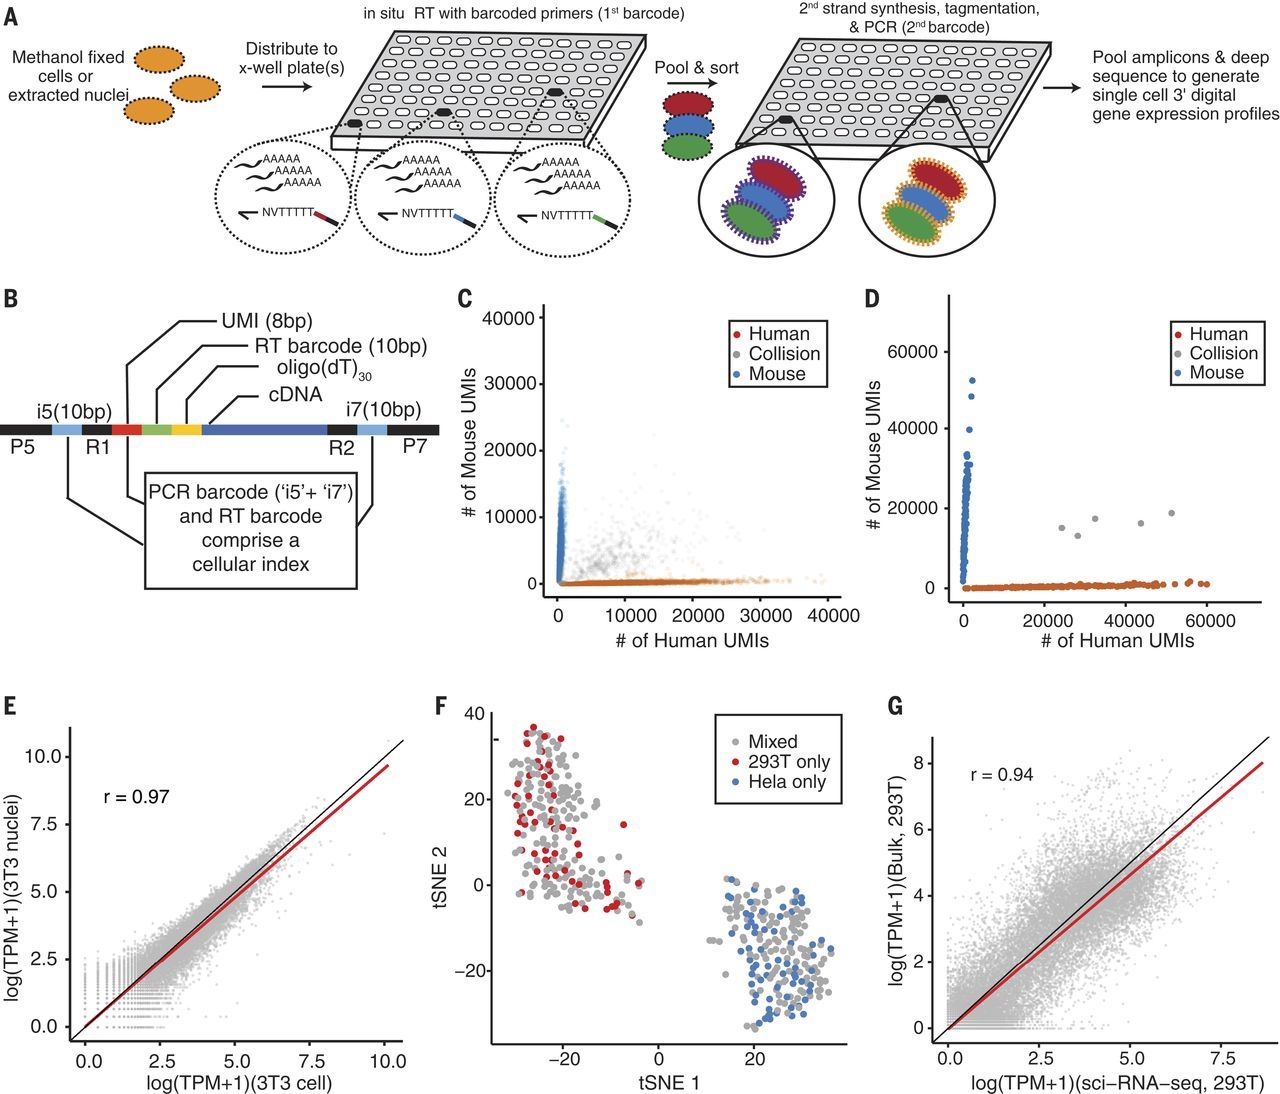 A
Methanol fixed
cells or
extracted nuclei
Distribute to
x-well plate(s)
in situ RT with barcoded primers (1st barcode)
AAAAA
AAAAA
AAAAA
NVTTTTT
AAAAA
AAAAA
AAAAA
NVTTTTT
AAAAA
AAAAA
AAAAA
NVTTTTT
Pool & sort
2nd strand synthesis, tagmentation,
& PCR (2nd barcode)
Pool amplicons & deep
sequence to generate
single cell 3' digital
gene expression profiles
B
UMI (8bp)
RT barcode (10bp)
oligo(dT)30
cDNA
i5(10bp)
i7(10bp)
P5
R1
R2
P7
PCR barcode ('i5'+ 'i7')
and RT barcode
comprise a
cellular index
C
# of Mouse UMIs
40000
30000
20000
10000
0
Human
Collision
Mouse
0 10000 20000 30000 40000
# of Human UMIs
D
# of Mouse UMIs
60000
40000
20000
0
Human
Collision
Mouse
0 20000 40000 60000
# of Human UMIs
E
log(TPM+1)(3T3 nuclei)
10.0
7.5
5.0
2.5
0.0
r = 0.97
0.0 2.5 5.0 7.5 10.0
log(TPM+1)(3T3 cell)
F
tSNE 2
40
20
0
−20
Mixed
293T only
Hela only
−20 0 20
tSNE 1
G
log(TPM+1)(Bulk, 293T)
8
6
4
2
0
r = 0.94
0.0 2.5 5.0 7.5
log(TPM+1)(sci−RNA−seq, 293T)